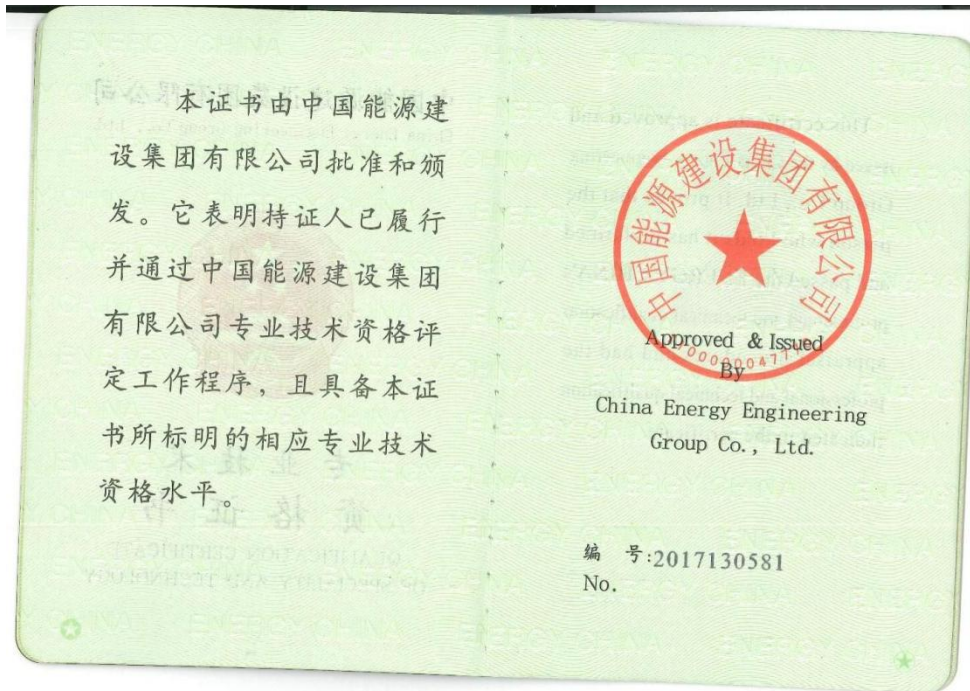 本证书由中国能源建
设集团有限公司批准和颁
发。它表明持证人已履行
并通过中国能源建设集团
有限公司专业技术资格评
定工作程序，且具备本证
书所标明的相应专业技术
资格水平。
中国能源建设集团有限公司
Approved & Issued
By
China Energy Engineering
Group Co., Ltd.
编 号:2017130581
No.